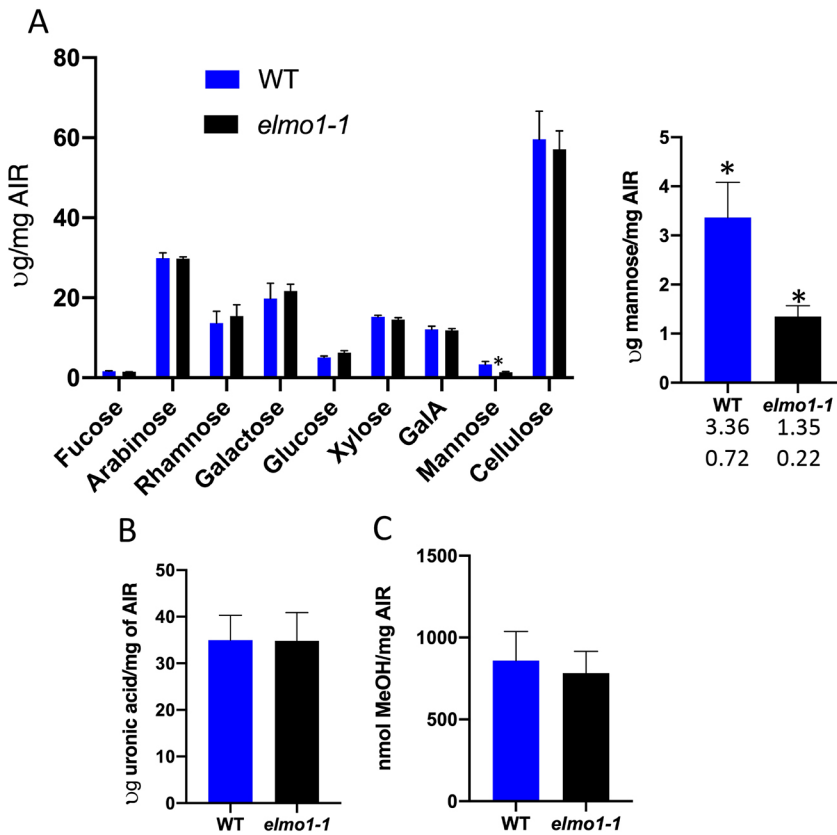 A
80
60
40
20
0
υg/mg AIR
WT
elmo1-1
*
Fucose
Arabinose
Rhamnose
Galactose
Glucose
Xylose
GalA
Mannose
Cellulose
5
4
3
2
1
0
υg mannose/mg AIR
*
*
WT elmo1-1
3.36 1.35
0.72 0.22
B
50
40
30
20
10
0
υg uronic acid/mg of AIR
WT elmo1-1
C
1500
1000
500
0
nmol MeOH/mg AIR
WT elmo1-1